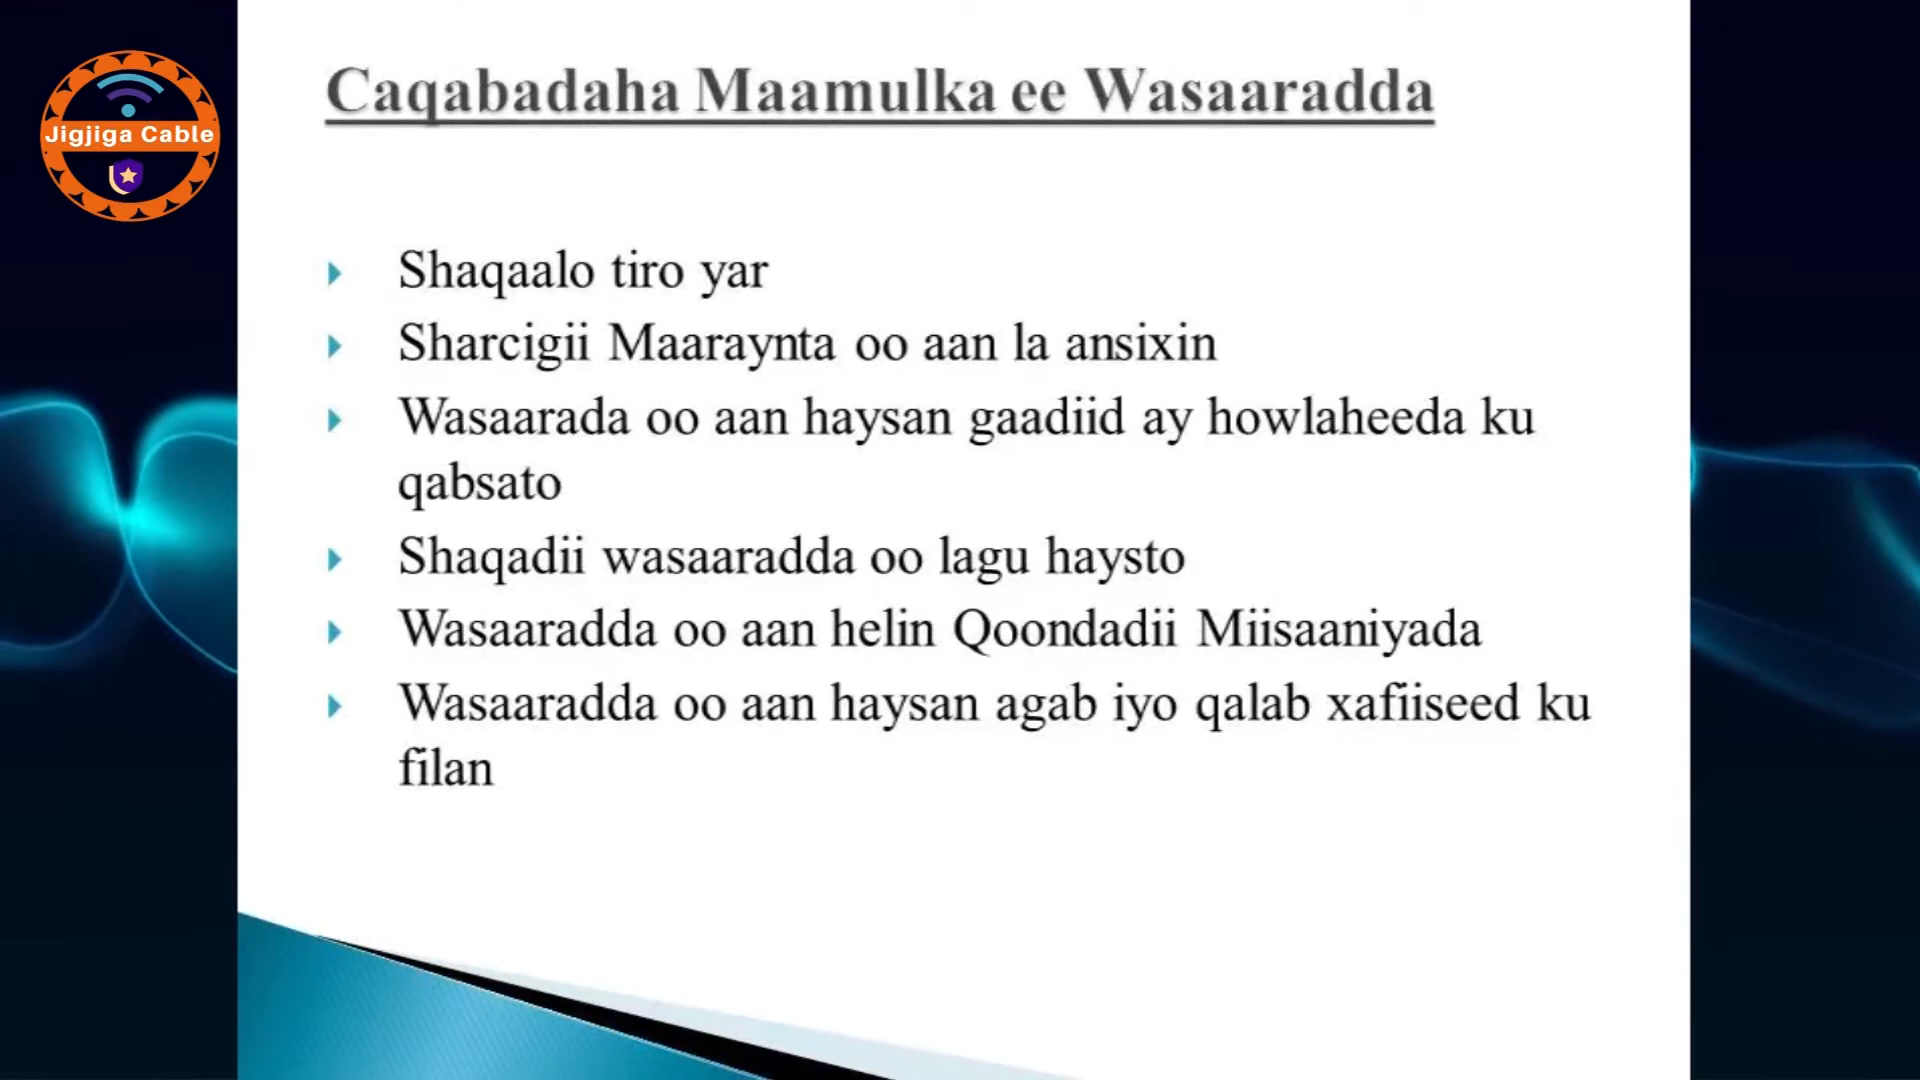 Jigjiga Cable
Caqabadaha Maamulka ee Wasaaradda
Shaqaalo tiro yar
Sharcigii Maaraynta oo aan la ansixin
Wasaarada oo aan haysan gaadiid ay howlaheeda ku
qabsato
Shaqadii wasaaradda oo lagu haysto
Wasaaradda oo aan helin Qoondadii Miisaaniyada
Wasaaradda oo aan haysan agab iyo qalab xafiiseed ku
filan